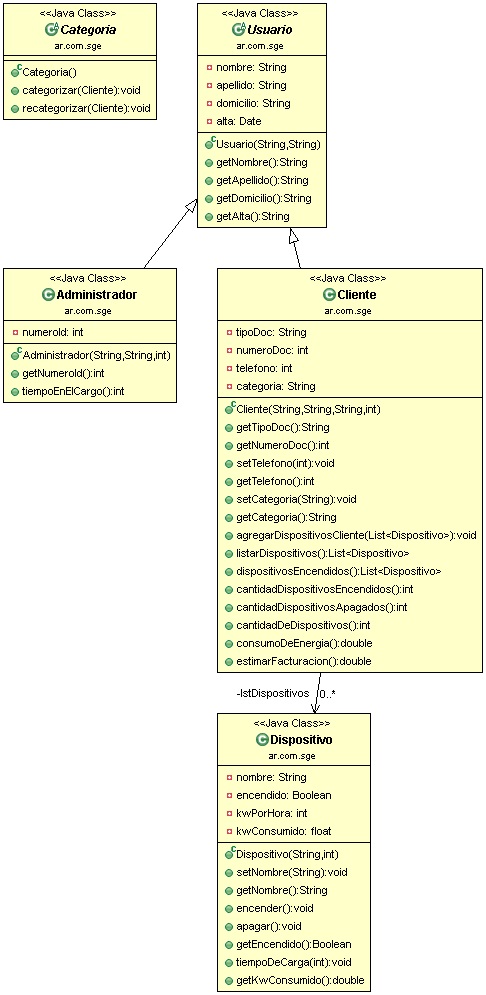 <<Java Class>>
Categoria
ar.com.sge
Categoria()
categorizar(Cliente):void
recategorizar(Cliente):void
<<Java Class>>
Usuario
ar.com.sge
nombre: String
apellido: String
domicilio: String
alta: Date
Usuario(String,String)
getNombre():String
getApellido():String
getDomicilio():String
getAlta():String
<<Java Class>>
Administrador
ar.com.sge
numeroId: int
Administrador(String,String,int)
getNumeroId():int
tiempoEnElCargo():int
<<Java Class>>
Cliente
ar.com.sge
tipoDoc: String
numeroDoc: int
telefono: int
categoria: String
Cliente(String,String,String,int)
getTipoDoc():String
getNumeroDoc():int
setTelefono(int):void
getTelefono():int
setCategoria(String):void
getCategoria():String
agregarDispositivosCliente(List<Dispositivo>):void
listarDispositivos():List<Dispositivo>
dispositivosEncendidos():List<Dispositivo>
cantidadDispositivosEncendidos():int
cantidadDispositivosApagados():int
cantidadDeDispositivos():int
consumoDeEnergia():double
estimarFacturacion():double
-lstDispositivos 0..*
<<Java Class>>
Dispositivo
ar.com.sge
nombre: String
encendido: Boolean
kwPorHora: int
kwConsumido: float
Dispositivo(String,int)
setNombre(String):void
getNombre():String
encender():void
apagar():void
getEncendido():Boolean
tiempoDeCarga(int):void
getKwConsumido():double